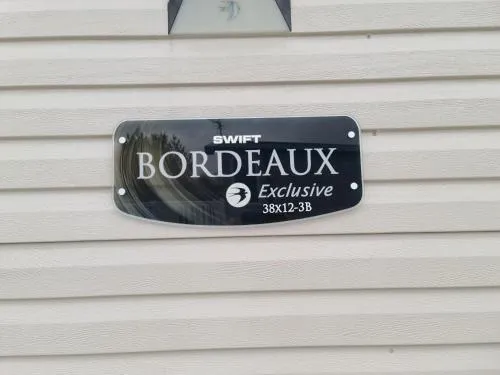 SWIFT
BORDEAUX
Exclusive
38x12-3B